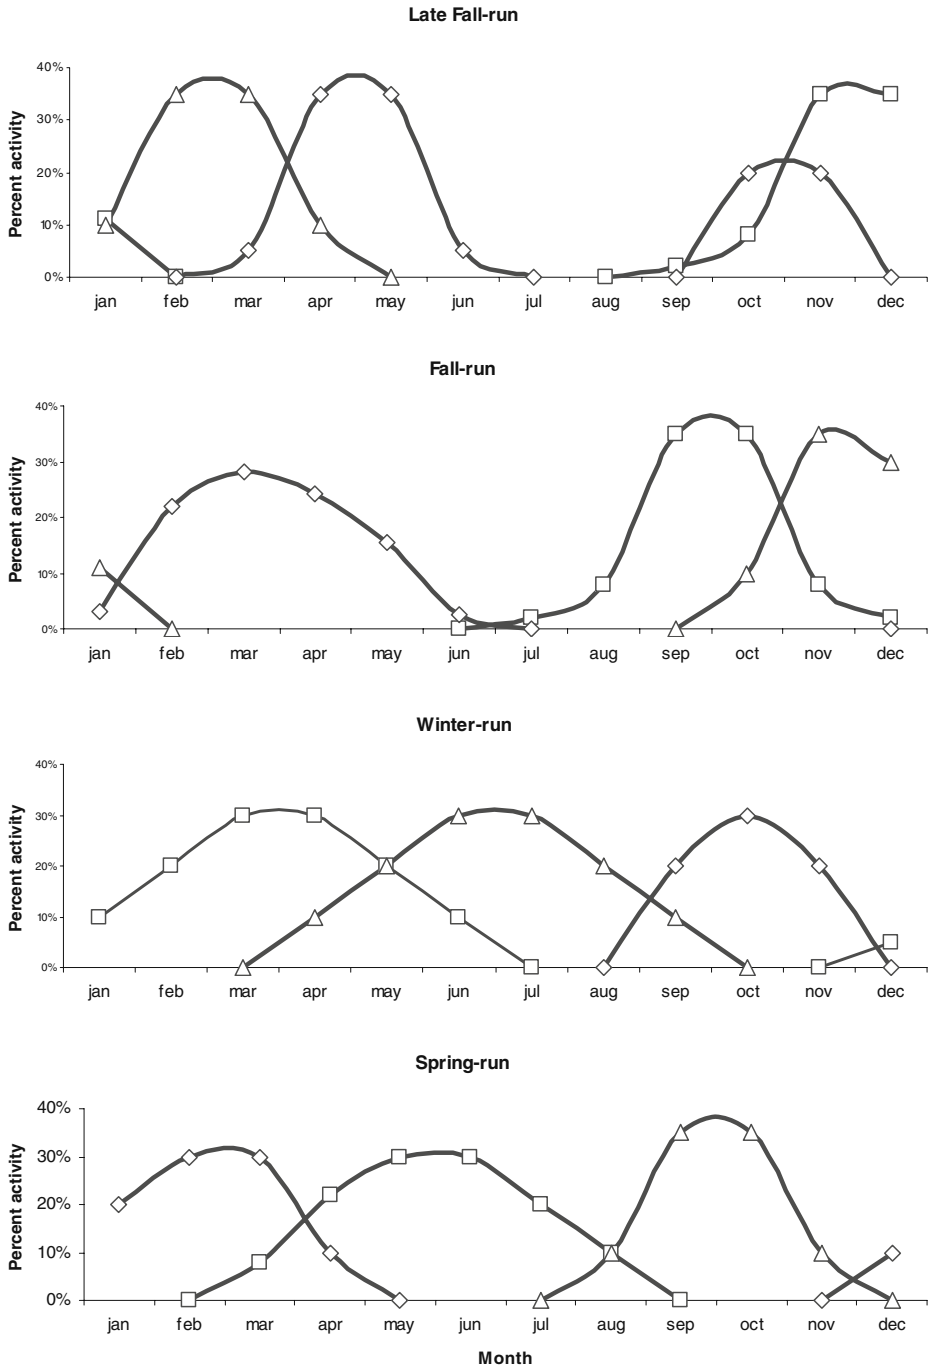 Late Fall-run
40%
30%
20%
10%
0%
Percent activity
jan feb mar apr may jun jul aug sep oct nov dec
Fall-run
40%
30%
20%
10%
0%
Percent activity
jan feb mar apr may jun jul aug sep oct nov dec
Winter-run
40%
30%
20%
10%
0%
Percent activity
jan feb mar apr may jun jul aug sep oct nov dec
Spring-run
40%
30%
20%
10%
0%
Percent activity
jan feb mar apr may jun jul aug sep oct nov dec
Month